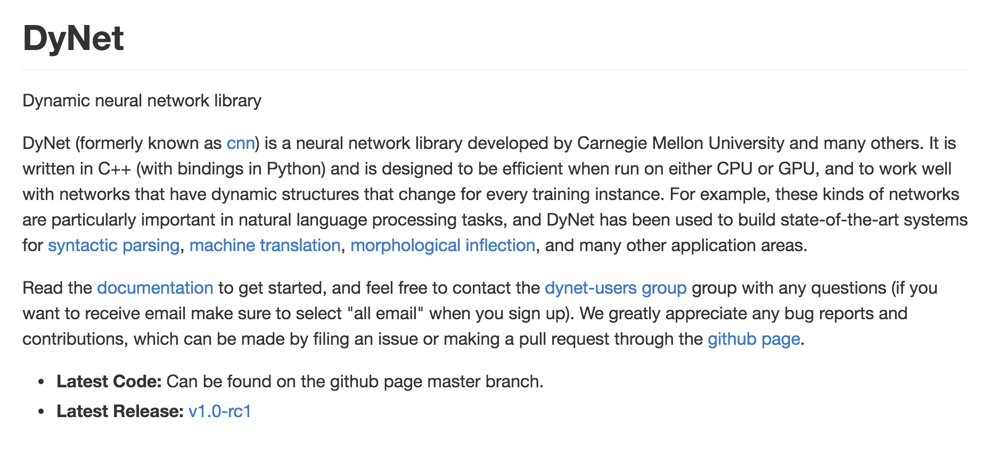 DyNet
Dynamic neural network library
DyNet (formerly known as cnn) is a neural network library developed by Carnegie Mellon University and many others. It is
written in C++ (with bindings in Python) and is designed to be efficient when run on either CPU or GPU, and to work well
with networks that have dynamic structures that change for every training instance. For example, these kinds of networks
are particularly important in natural language processing tasks, and DyNet has been used to build state-of-the-art systems
for syntactic parsing, machine translation, morphological inflection, and many other application areas.
Read the documentation to get started, and feel free to contact the dynet-users group group with any questions (if you
want to receive email make sure to select "all email" when you sign up). We greatly appreciate any bug reports and
contributions, which can be made by filing an issue or making a pull request through the github page.
• Latest Code: Can be found on the github page master branch.
• Latest Release: v1.0-rc1